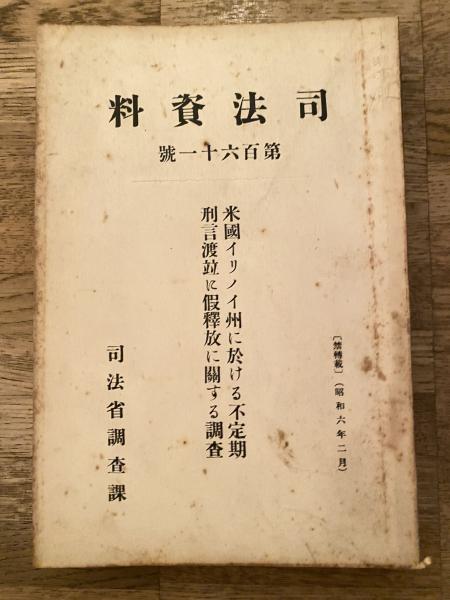 司法資料
第百六十一號
〔禁轉載〕（昭和六年二月）
米國イリノイ州に於ける不定期
刑言渡竝に假釋放に關する調査
司法省調查課